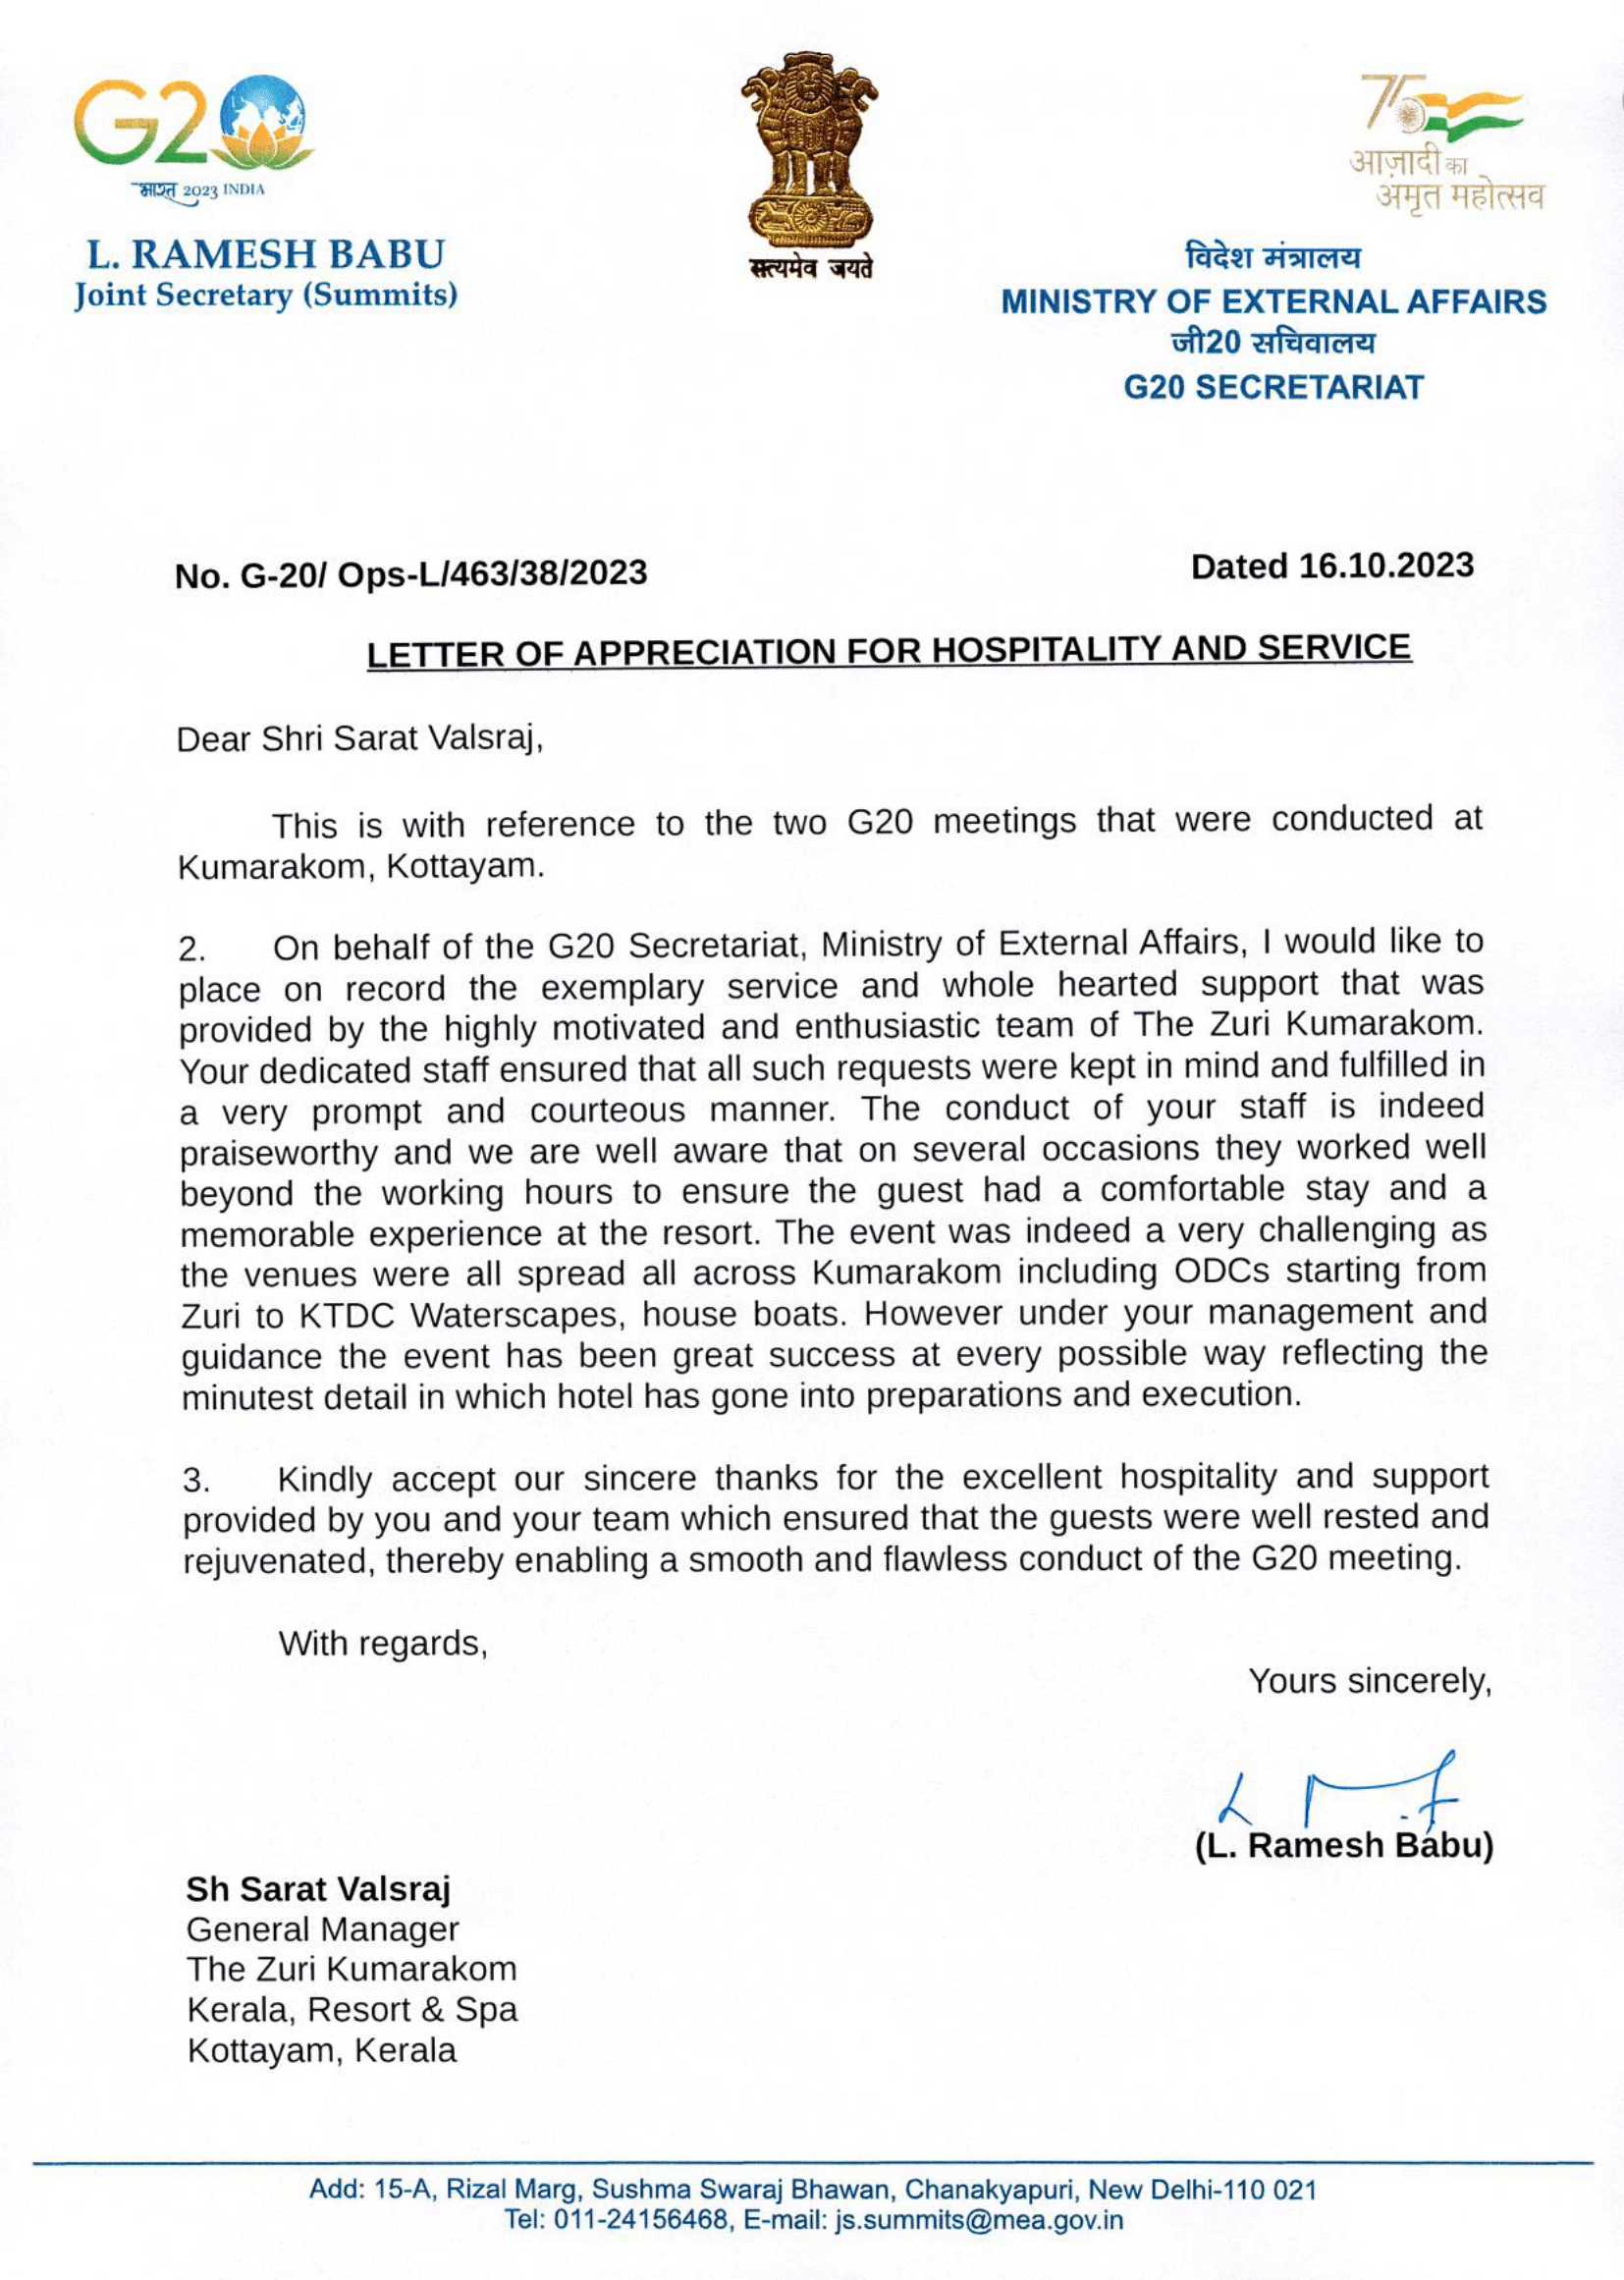 G20
भारत 2023 INDIA
L. RAMESH BABU
Joint Secretary (Summits)
सत्यमेव जयते
75
आज़ादी का
अमृत महोत्सव
विदेश मंत्रालय
MINISTRY OF EXTERNAL AFFAIRS
जी20 सचिवालय
G20 SECRETARIAT
No. G-20/ Ops-L/463/38/2023
Dated 16.10.2023
LETTER OF APPRECIATION FOR HOSPITALITY AND SERVICE
Dear Shri Sarat Valsraj,
This is with reference to the two G20 meetings that were conducted at
Kumarakom, Kottayam.
2. On behalf of the G20 Secretariat, Ministry of External Affairs, I would like to
place on record the exemplary service and whole hearted support that was
provided by the highly motivated and enthusiastic team of The Zuri Kumarakom.
Your dedicated staff ensured that all such requests were kept in mind and fulfilled in
a very prompt and courteous manner. The conduct of your staff is indeed
praiseworthy and we are well aware that on several occasions they worked well
beyond the working hours to ensure the guest had a comfortable stay and a
memorable experience at the resort. The event was indeed a very challenging as
the venues were all spread all across Kumarakom including ODCs starting from
Zuri to KTDC Waterscapes, house boats. However under your management and
guidance the event has been great success at every possible way reflecting the
minutest detail in which hotel has gone into preparations and execution.
3. Kindly accept our sincere thanks for the excellent hospitality and support
provided by you and your team which ensured that the guests were well rested and
rejuvenated, thereby enabling a smooth and flawless conduct of the G20 meeting.
With regards,
Yours sincerely,
(L. Ramesh Babu)
Sh Sarat Valsraj
General Manager
The Zuri Kumarakom
Kerala, Resort & Spa
Kottayam, Kerala
Add: 15-A, Rizal Marg, Sushma Swaraj Bhawan, Chanakyapuri, New Delhi-110 021
Tel: 011-24156468, E-mail: js.summits@mea.gov.in